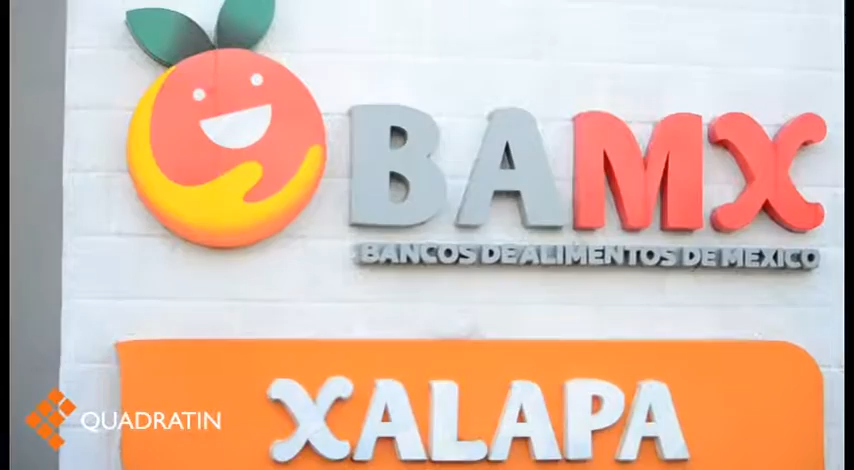 BAMX
BANCOS DE ALIMENTOS DE MEXICO
XALAPA
QUADRATIN